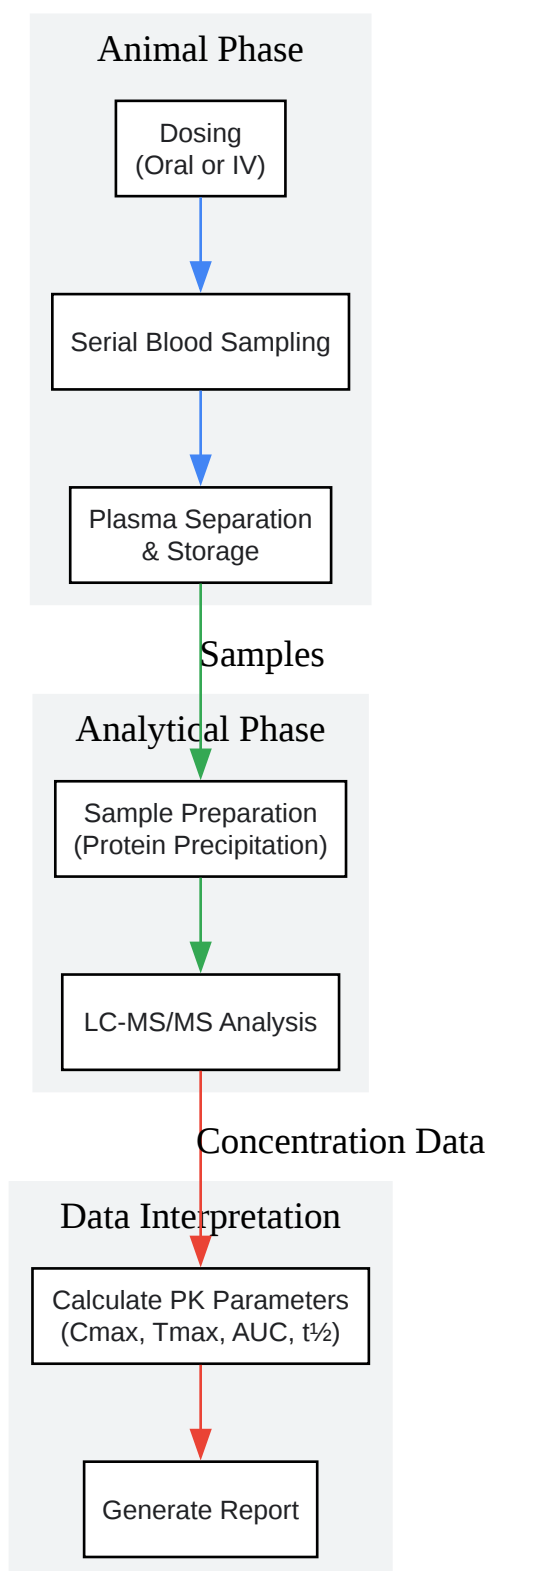 Animal Phase
Dosing
(Oral or IV)
Serial Blood Sampling
Plasma Separation
& Storage
Samples
Analytical Phase
Sample Preparation
(Protein Precipitation)
LC-MS/MS Analysis
Concentration Data
Data Interpretation
Calculate PK Parameters
(Cmax, Tmax, AUC, t½)
Generate Report